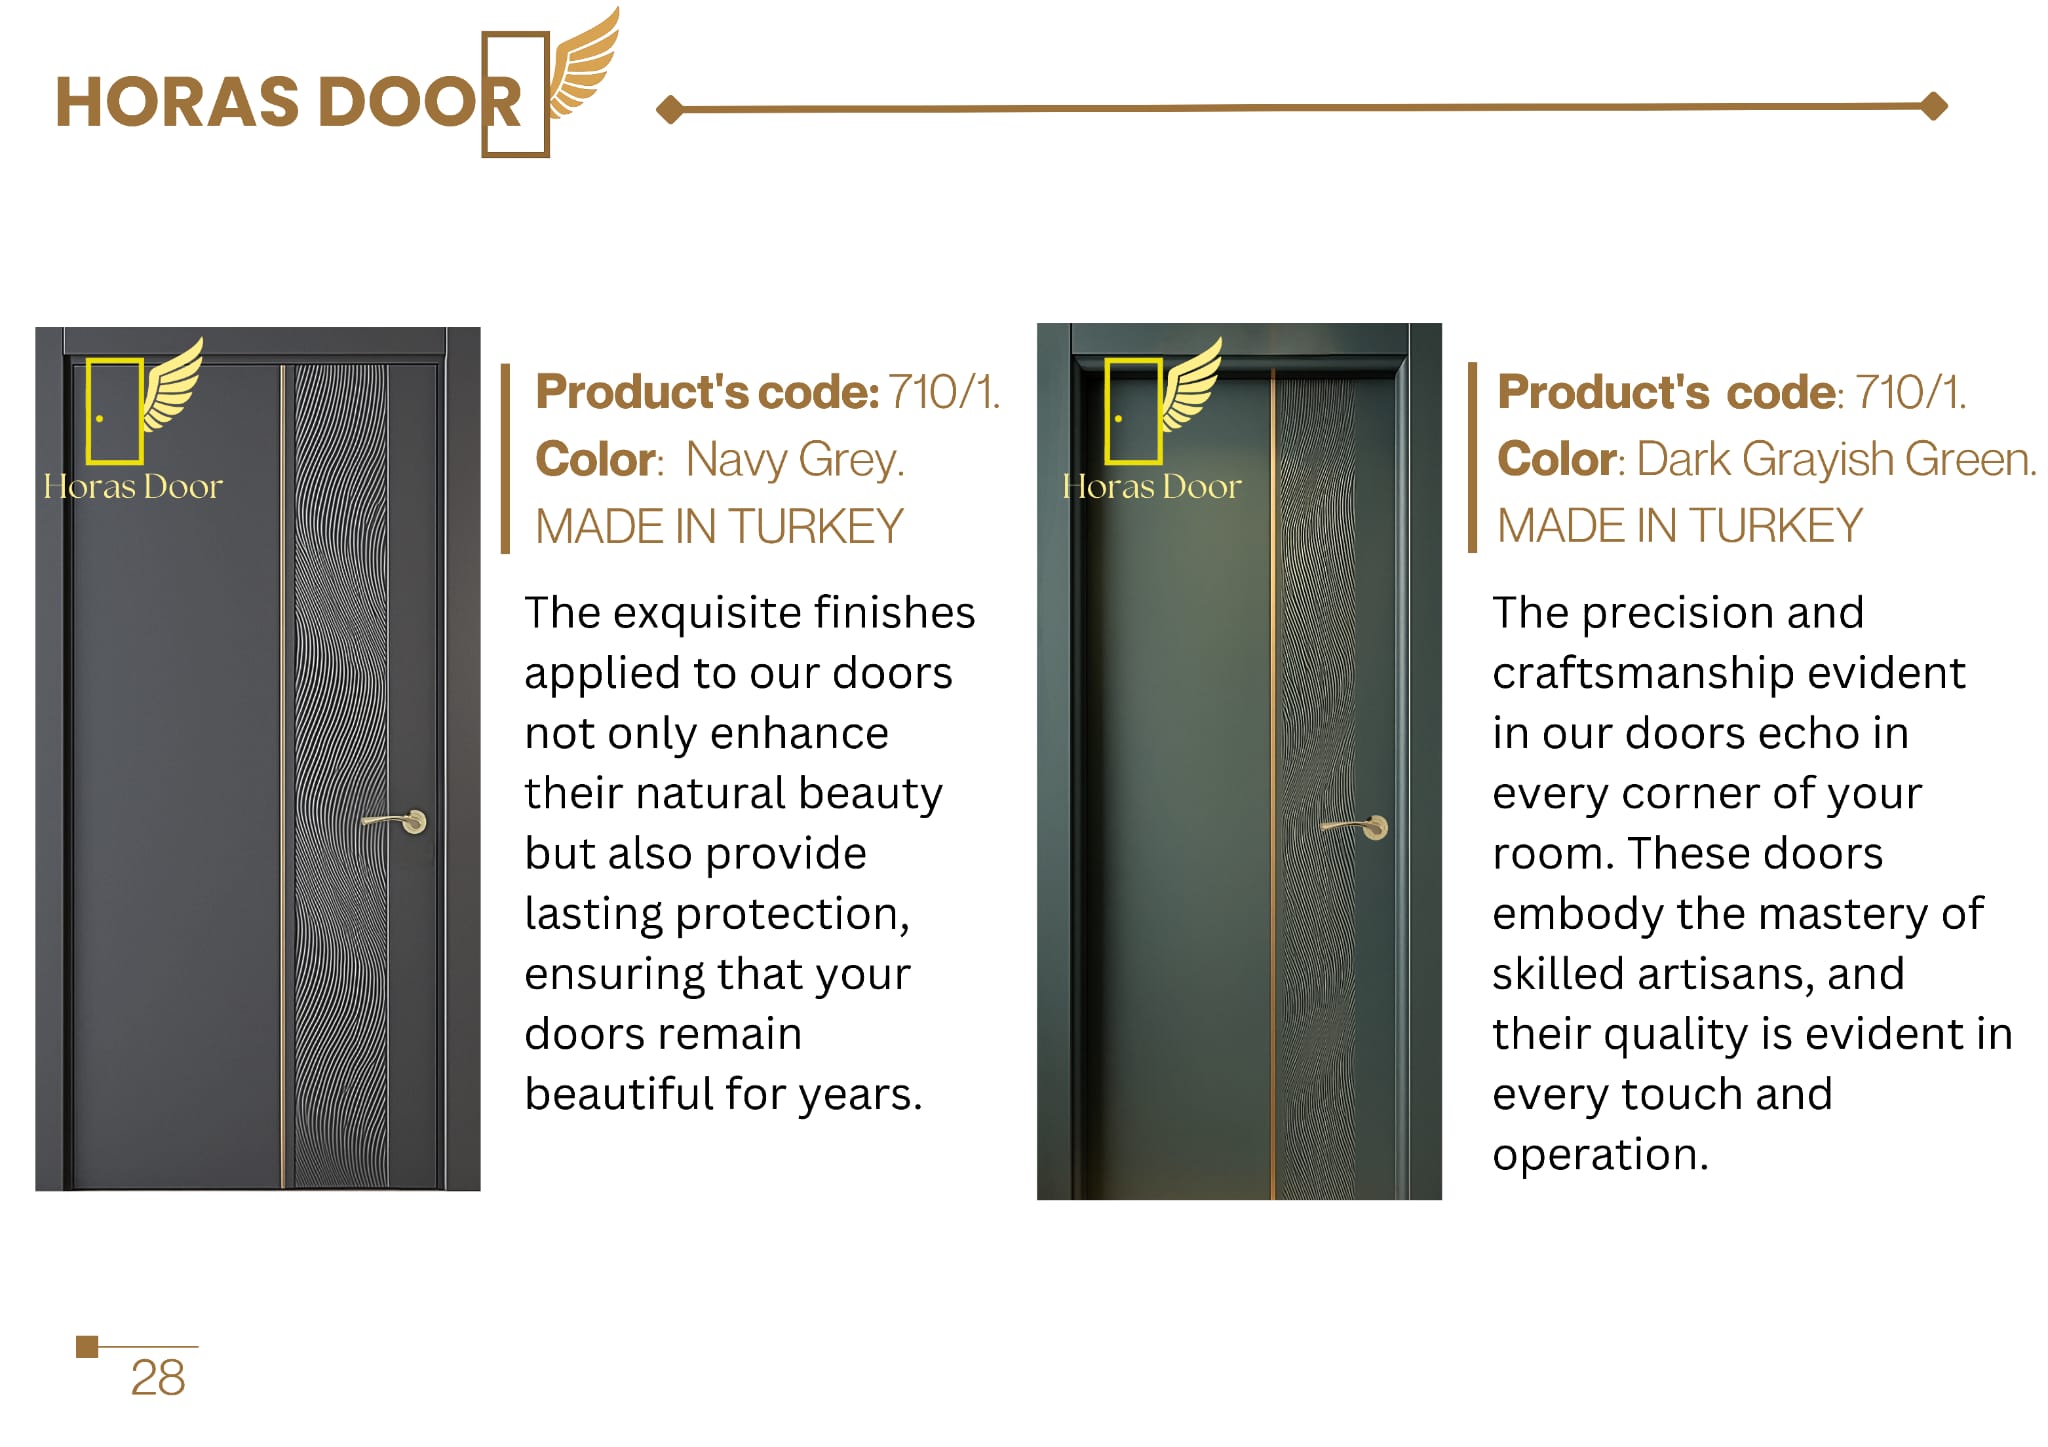 HORAS DOOR
Horas Door
Product's code: 710/1.
Color: Navy Grey.
MADE IN TURKEY
The exquisite finishes
applied to our doors
not only enhance
their natural beauty
but also provide
lasting protection,
ensuring that your
doors remain
beautiful for years.
Horas Door
Product's code: 710/1.
Color: Dark Grayish Green.
MADE IN TURKEY
The precision and
craftsmanship evident
in our doors echo in
every corner of your
room. These doors
embody the mastery of
skilled artisans, and
their quality is evident in
every touch and
operation.
28